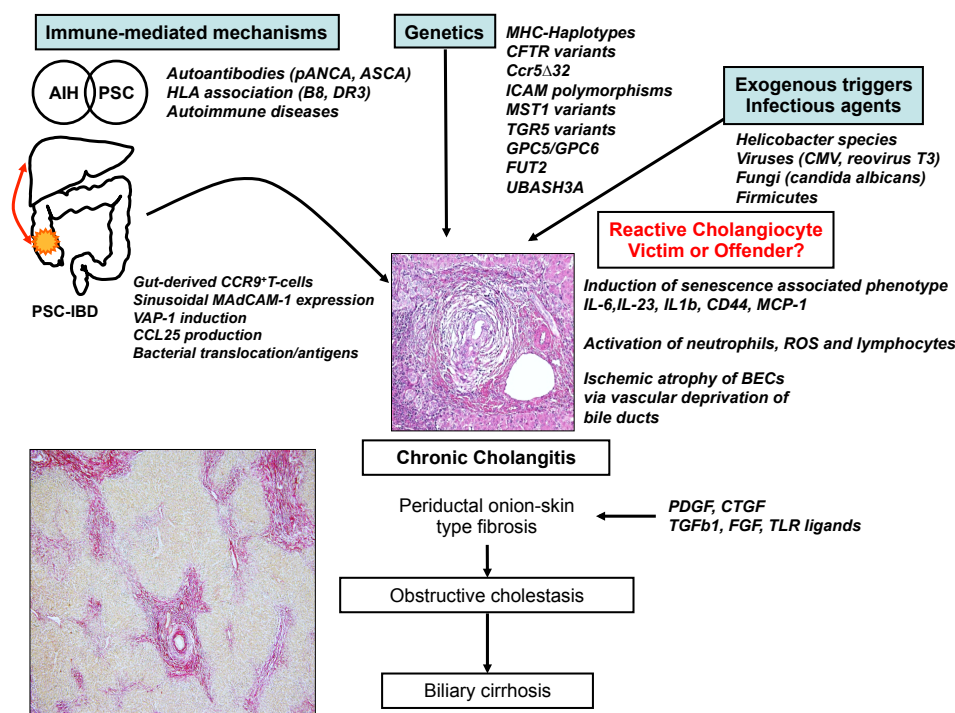 Immune-mediated mechanisms
AIH PSC
Autoantibodies (pANCA, ASCA)
HLA association (B8, DR3)
Autoimmune diseases
PSC-IBD
Gut-derived CCR9⁺T-cells
Sinusoidal MAdCAM-1 expression
VAP-1 induction
CCL25 production
Bacterial translocation/antigens
Genetics
MHC-Haplotypes
CFTR variants
Ccr5Δ32
ICAM polymorphisms
MST1 variants
TGR5 variants
GPC5/GPC6
FUT2
UBASH3A
Exogenous triggers
Infectious agents
Helicobacter species
Viruses (CMV, reovirus T3)
Fungi (candida albicans)
Firmicutes
Reactive Cholangiocyte
Victim or Offender?
Induction of senescence associated phenotype
IL-6,IL-23, IL1b, CD44, MCP-1
Activation of neutrophils, ROS and lymphocytes
Ischemic atrophy of BECs
via vascular deprivation of
bile ducts
Chronic Cholangitis
Periductal onion-skin
type fibrosis
PDGF, CTGF
TGFb1, FGF, TLR ligands
Obstructive cholestasis
Biliary cirrhosis